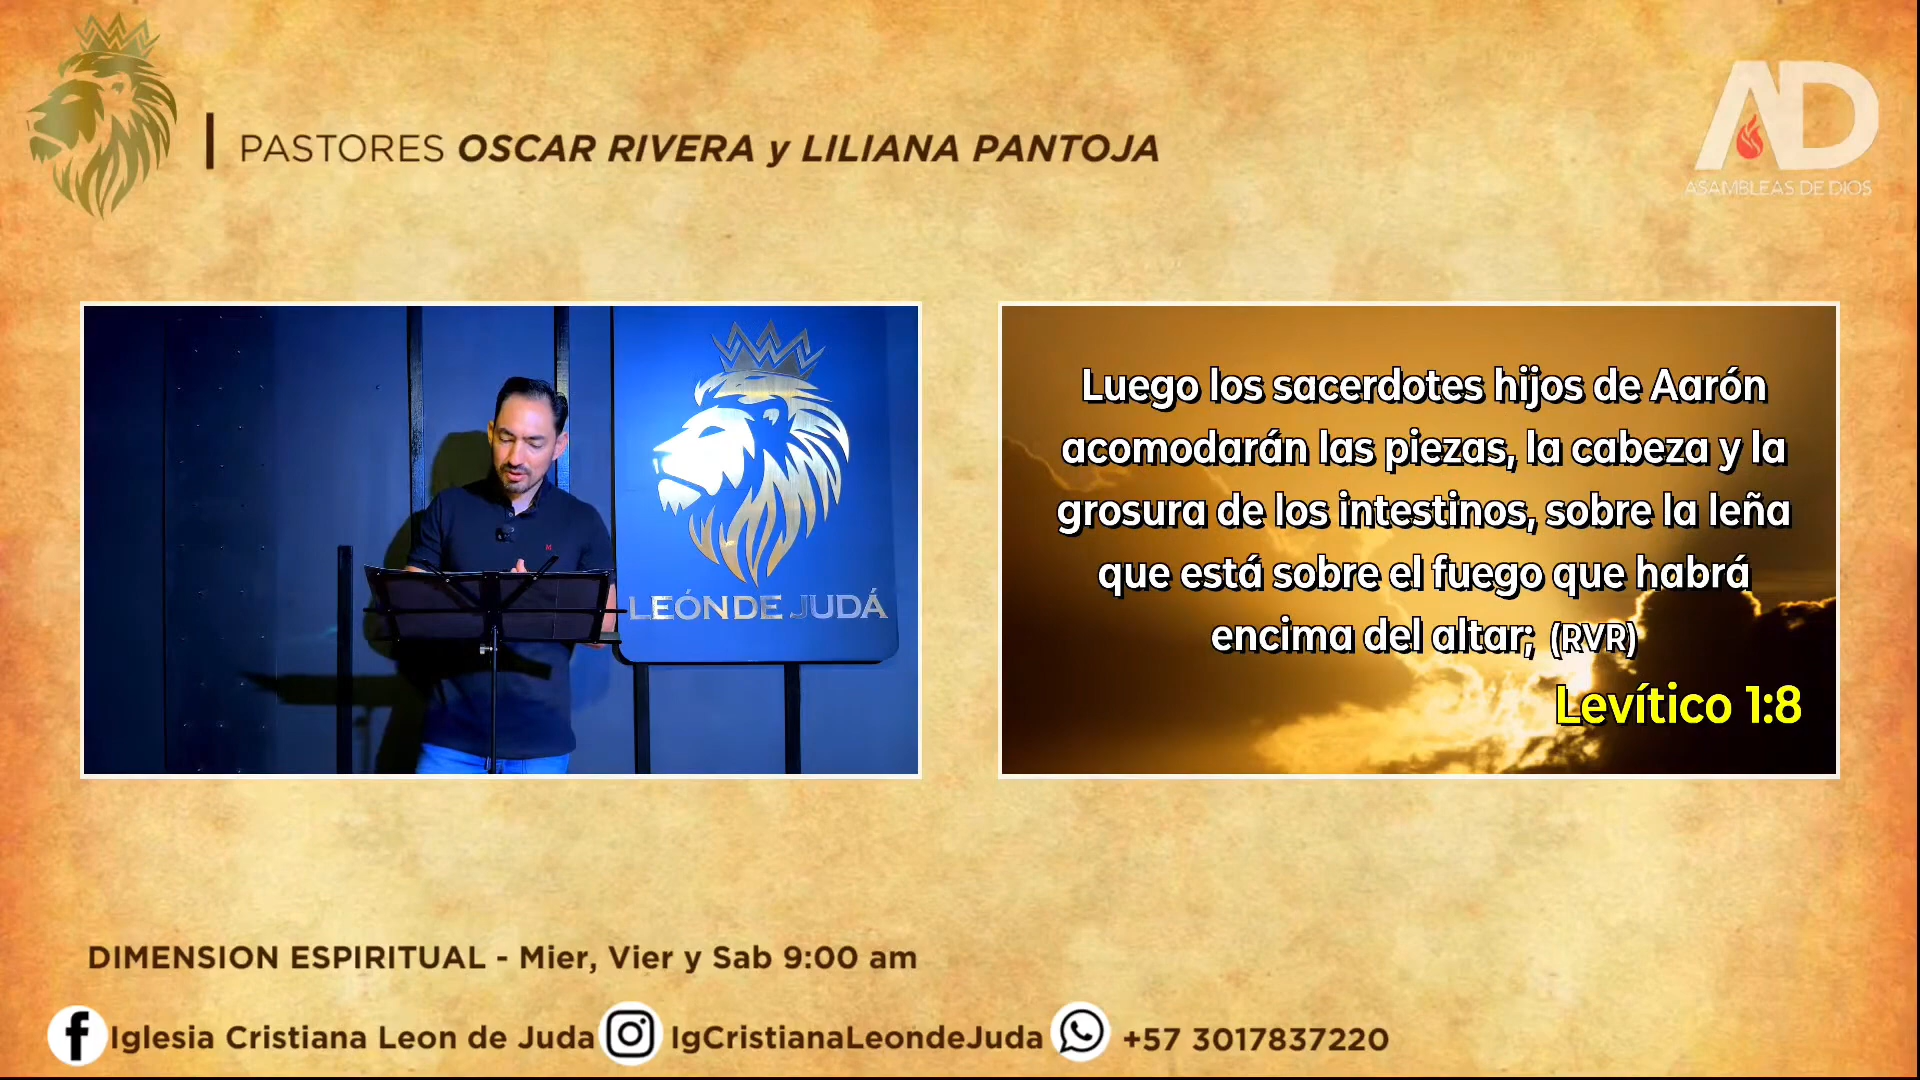 PASTORES OSCAR RIVERA y LILIANA PANTOJA
AD
ASAMBLEAS DE DIOS
LEÓN DE JUDÁ
Luego los sacerdotes hijos de Aarón
acomodarán las piezas, la cabeza y la
grosura de los intestinos, sobre la leña
que está sobre el fuego que habrá
encima del altar; (RVR)
Levítico 1:8
DIMENSION ESPIRITUAL - Mier, Vier y Sab 9:00 am
Iglesia Cristiana Leon de Juda IgCristianaLeondeJuda +57 3017837220